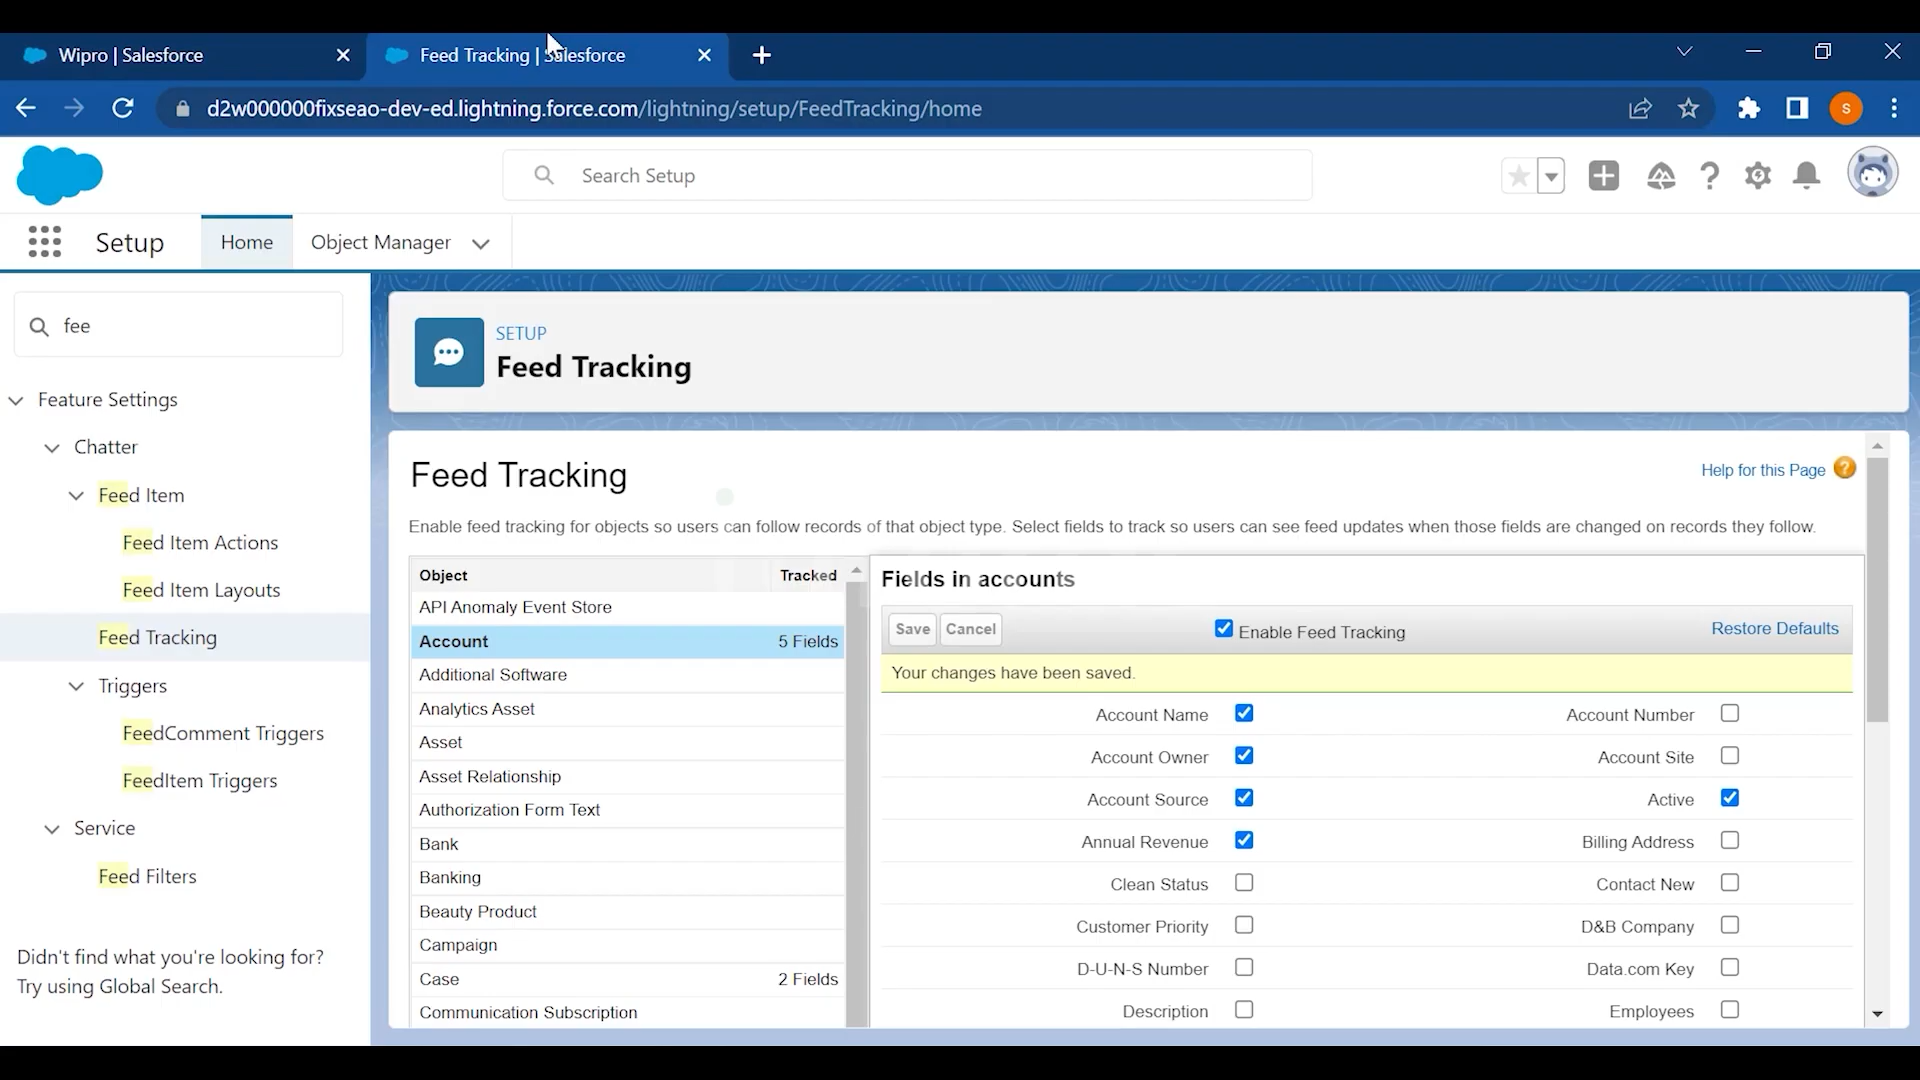 Wipro | Salesforce
Feed Tracking | Salesforce
d2w000000fixseao-dev-ed.lightning.force.com/lightning/setup/FeedTracking/home
S
Search Setup
Setup
Home
Object Manager
fee
SETUP
Feed Tracking
Feature Settings
Chatter
Feed Item
Feed Item Actions
Feed Item Layouts
Feed Tracking
Triggers
FeedComment Triggers
FeedItem Triggers
Service
Feed Filters
Didn't find what you're looking for?
Try using Global Search.
Feed Tracking
Help for this Page ?
Enable feed tracking for objects so users can follow records of that object type. Select fields to track so users can see feed updates when those fields are changed on records they follow.
Object Tracked
API Anomaly Event Store
Account 5 Fields
Additional Software
Analytics Asset
Asset
Asset Relationship
Authorization Form Text
Bank
Banking
Beauty Product
Campaign
Case 2 Fields
Communication Subscription
Fields in accounts
Save Cancel Enable Feed Tracking Restore Defaults
Your changes have been saved.
Account Name Account Number
Account Owner Account Site
Account Source Active
Annual Revenue Billing Address
Clean Status Contact New
Customer Priority D&B Company
D-U-N-S Number Data.com Key
Description Employees